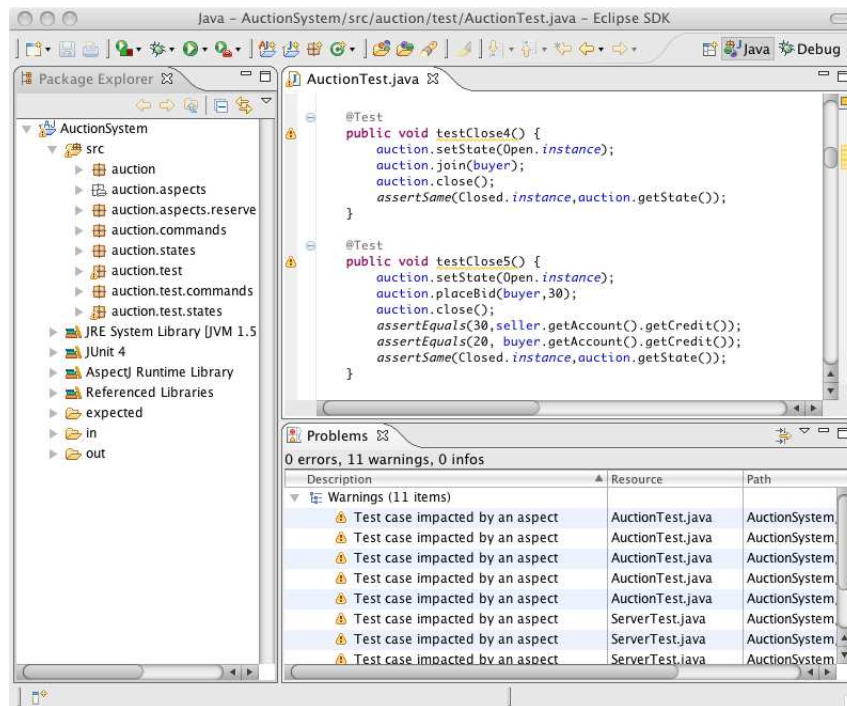 Java – AuctionSystem/src/auction/test/AuctionTest.java – Eclipse SDK
Java Debug
Package Explorer
AuctionSystem
src
auction
auction.aspects
auction.aspects.reserve
auction.commands
auction.states
auction.test
auction.test.commands
auction.test.states
JRE System Library [JVM 1.5
JUnit 4
AspectJ Runtime Library
Referenced Libraries
expected
in
out
AuctionTest.java
@Test
public void testClose4() {
auction.setState(Open.instance);
auction.join(buyer);
auction.close();
assertSame(Closed.instance,auction.getState());
}
@Test
public void testClose5() {
auction.setState(Open.instance);
auction.placeBid(buyer,30);
auction.close();
assertEquals(30,seller.getAccount().getCredit());
assertEquals(20, buyer.getAccount().getCredit());
assertSame(Closed.instance,auction.getState());
}
Problems
0 errors, 11 warnings, 0 infos
Description Resource Path
Warnings (11 items)
Test case impacted by an aspect AuctionTest.java AuctionSystem
Test case impacted by an aspect AuctionTest.java AuctionSystem
Test case impacted by an aspect AuctionTest.java AuctionSystem
Test case impacted by an aspect AuctionTest.java AuctionSystem
Test case impacted by an aspect AuctionTest.java AuctionSystem
Test case impacted by an aspect ServerTest.java AuctionSystem
Test case impacted by an aspect ServerTest.java AuctionSystem
Test case impacted by an aspect ServerTest.java AuctionSystem